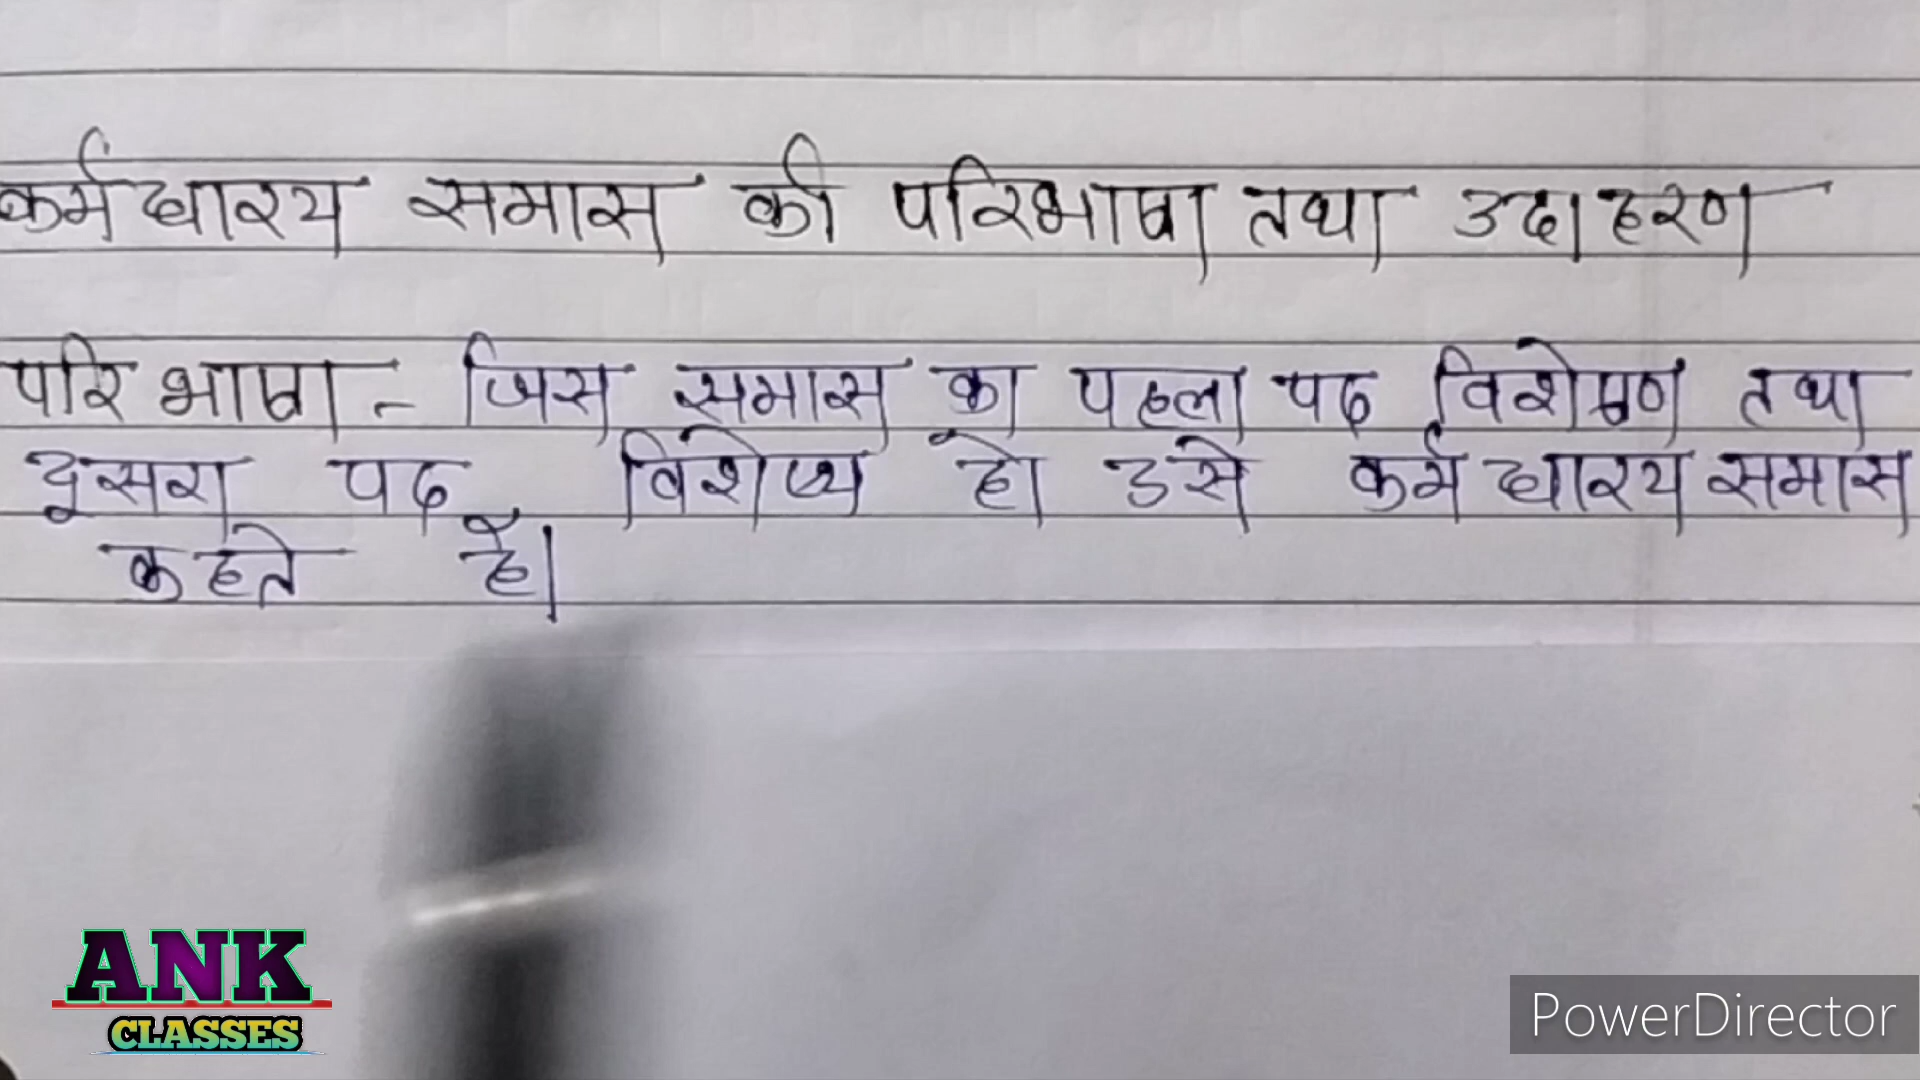 कर्मधारय समास की परिभाषा तथा उदाहरण
परिभाषा - जिस समास का पहला पद विशेषण तथा
दूसरा पद विशेष्य हो उसे कर्मधारय समास
कहते है।
ANK
CLASSES
PowerDirector